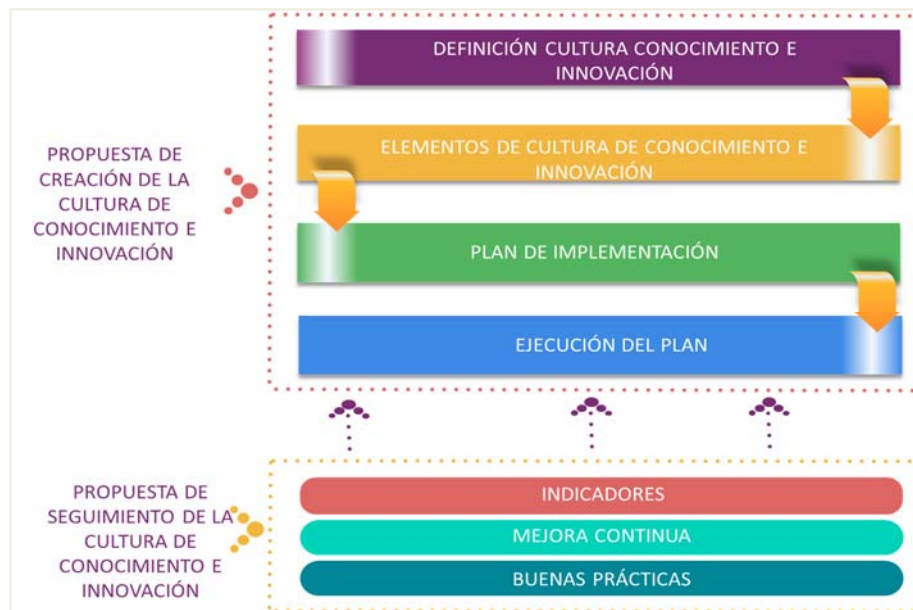 DEFINICIÓN CULTURA CONOCIMIENTO E
INNOVACIÓN
PROPUESTA DE
CREACIÓN DE LA
CULTURA DE
CONOCIMIENTO E
INNOVACIÓN
ELEMENTOS DE CULTURA DE CONOCIMIENTO E
INNOVACIÓN
PLAN DE IMPLEMENTACIÓN
EJECUCIÓN DEL PLAN
PROPUESTA DE
SEGUIMIENTO DE LA
CULTURA DE
CONOCIMIENTO E
INNOVACIÓN
INDICADORES
MEJORA CONTINUA
BUENAS PRÁCTICAS